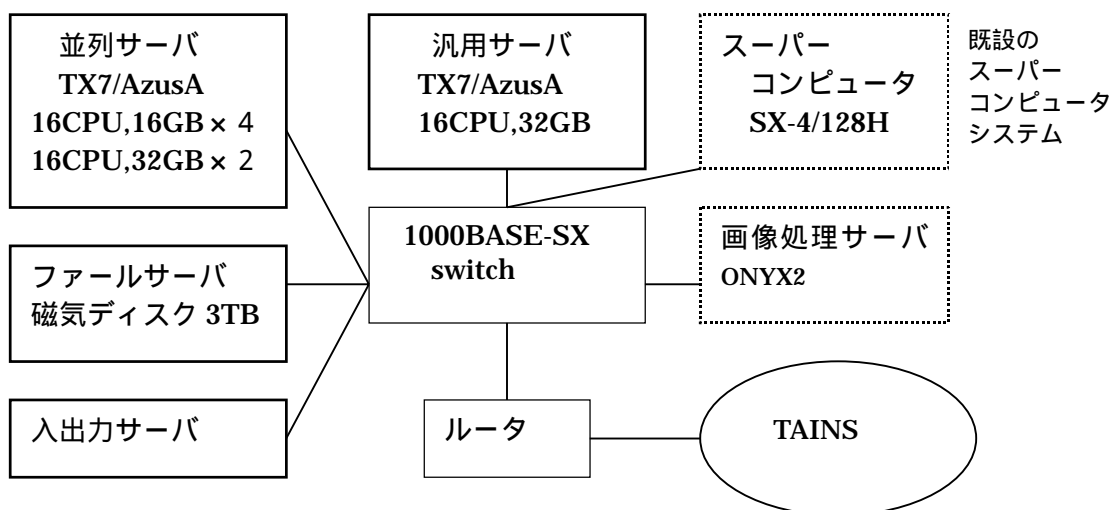 並列サーバ
TX7/AzusA
16CPU,16GB × 4
16CPU,32GB × 2
汎用サーバ
TX7/AzusA
16CPU,32GB
スーパー
コンピュータ
SX-4/128H
既設の
スーパー
コンピュータ
システム
ファールサーバ
磁気ディスク 3TB
1000BASE-SX
switch
画像処理サーバ
ONYX2
入出力サーバ
ルータ
TAINS